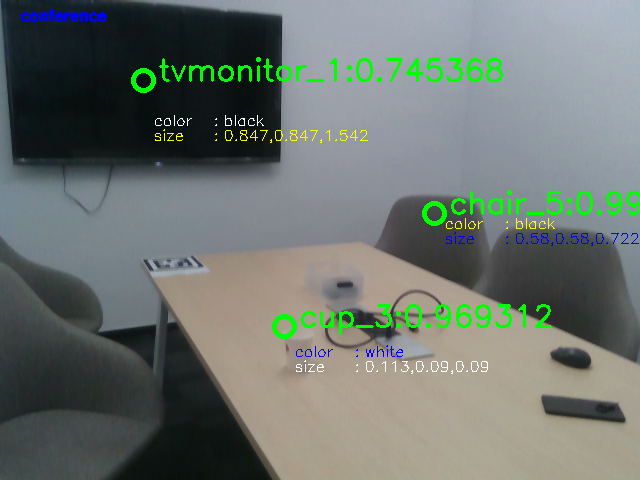 conference
tvmonitor_1:0.745368
color : black
size : 0.847,0.847,1.542
chair_5:0.99
color : black
size : 0.58,0.58,0.722
cup_3:0.969312
color : white
size : 0.113,0.09,0.09